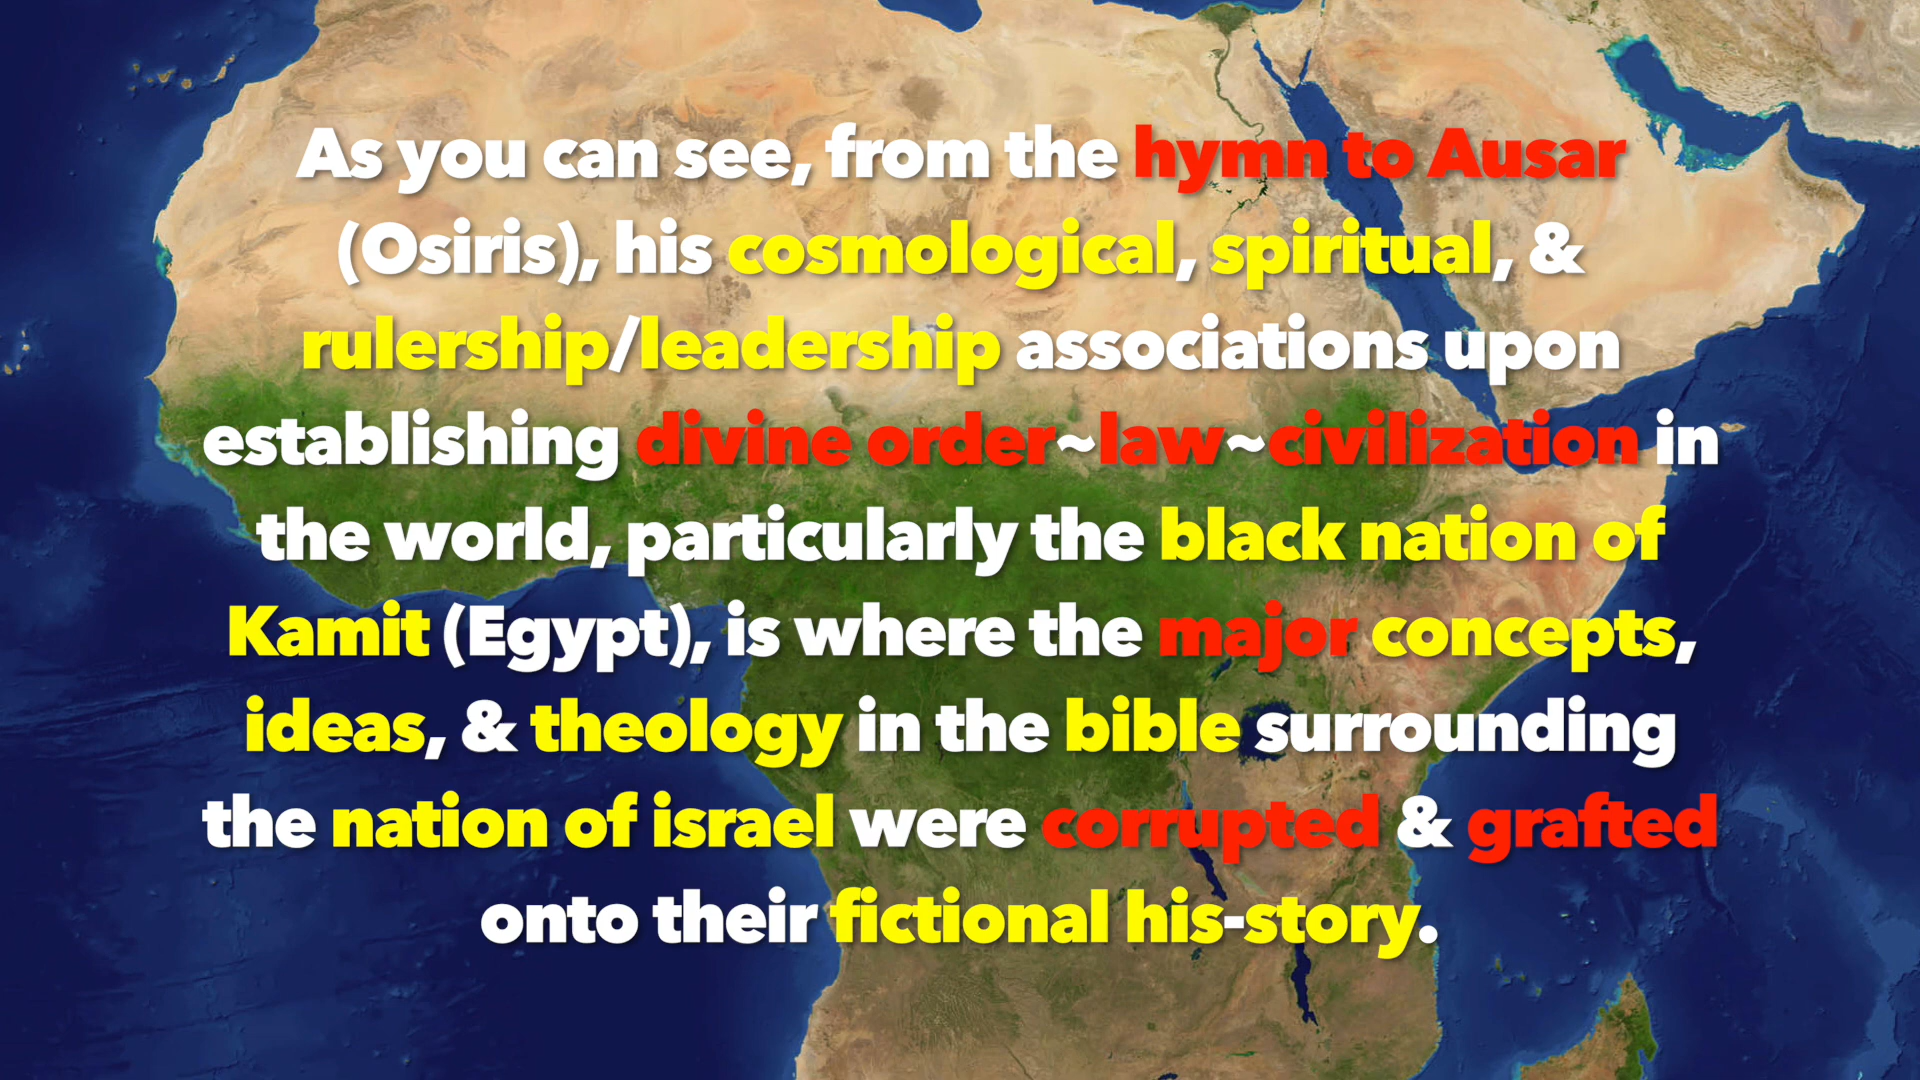 As you can see, from the hymn to Ausar
(Osiris), his cosmological, spiritual, &
rulership/leadership associations upon
establishing divine order~law~civilization in
the world, particularly the black nation of
Kamit (Egypt), is where the major concepts,
ideas, & theology in the bible surrounding
the nation of israel were corrupted & grafted
onto their fictional his-story.